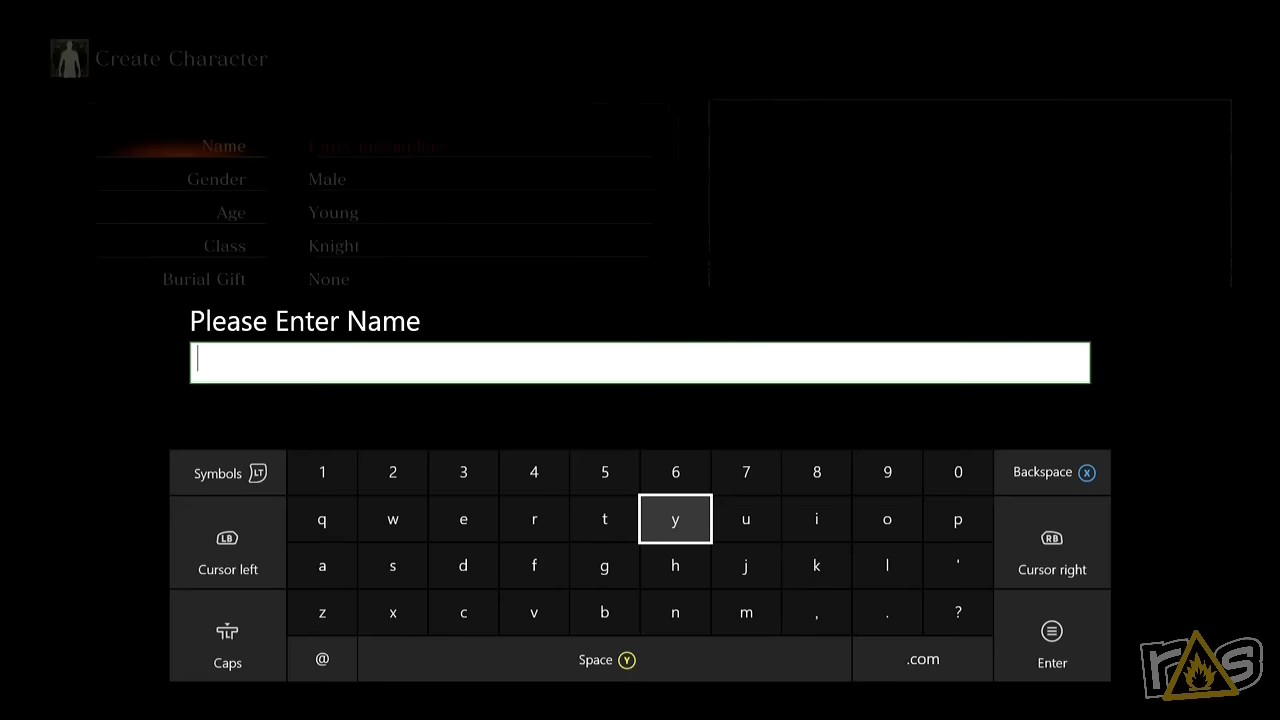 Create Character
Name
Gender Male
Age Young
Class Knight
Burial Gift None
Please Enter Name
Symbols LT 1 2 3 4 5 6 7 8 9 0 Backspace X
q w e r t y u i o p
LB RB
Cursor left a s d f g h j k l ' Cursor right
z x c v b n m , . ?
Caps @ Space Y .com Enter
ras